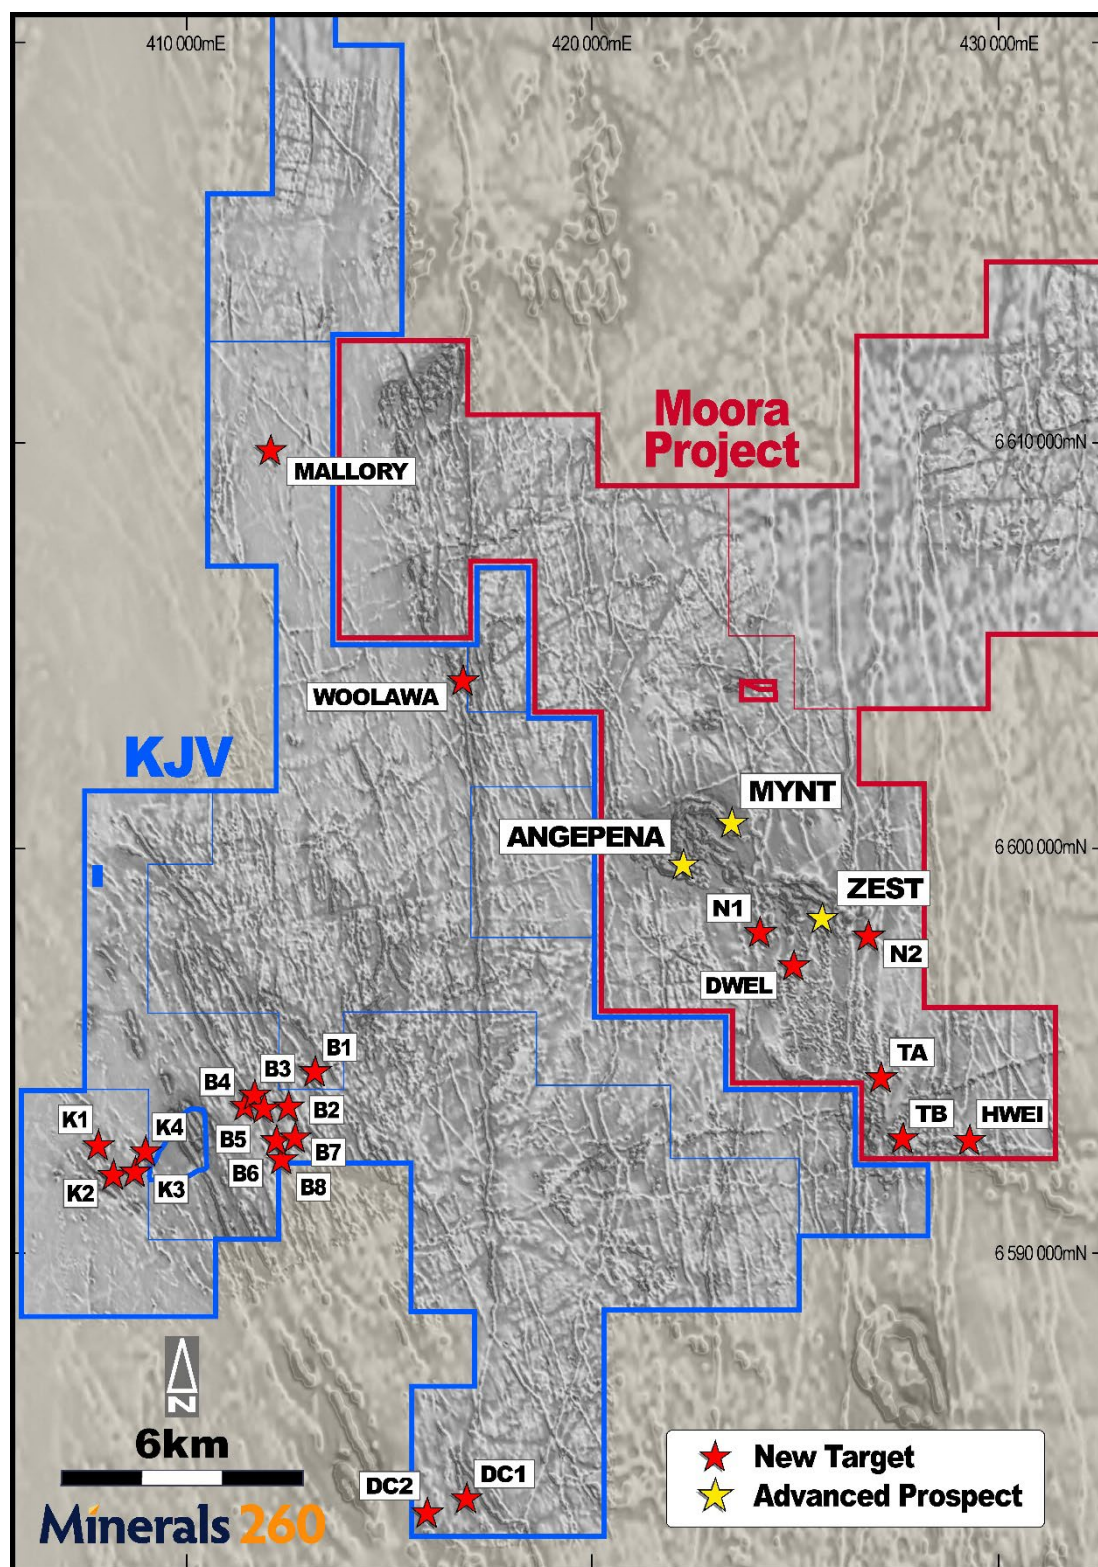 410 000mE
420 000mE
430 000mE
Moora
Project
6 610 000mN
MALLORY
WOOLAWA
KJV
MYNT
ANGEPENA
6 600 000mN
ZEST
N1
N2
DWEL
B1
TA
B3
B4
B2
TB
HWEI
K1
K4
B5
B7
B6
K2
K3
B8
6 590 000mN
N
6km
New Target
DC1
DC2
Advanced Prospect
Minerals 260